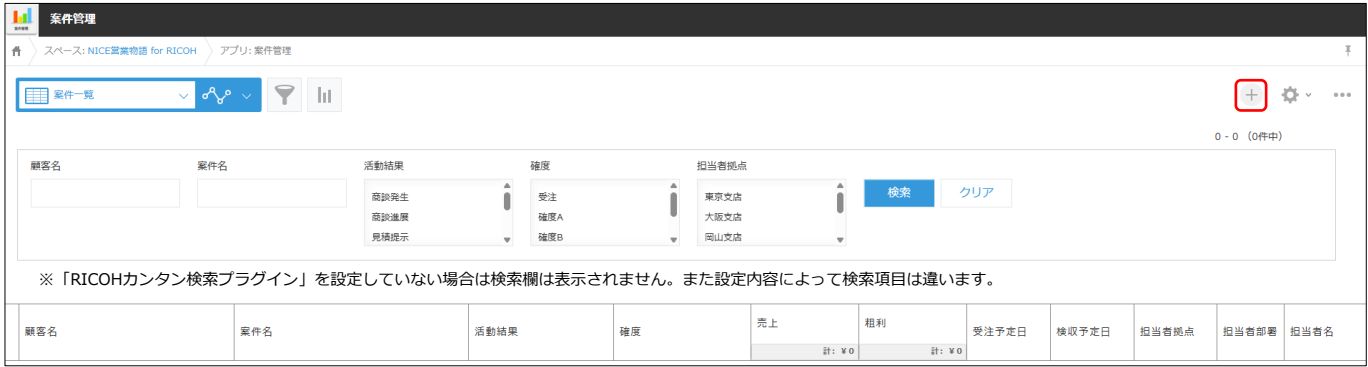 案件管理
案件管理
スペース: NICE営業物語 for RICOH
アプリ: 案件管理
案件一覧
0 - 0 （0件中）
顧客名 案件名 活動結果 確度 担当者拠点
商談発生
商談進展
見積提示
受注
確度A
確度B
東京支店
大阪支店
岡山支店
検索 クリア
※「RICOHカンタン検索プラグイン」を設定していない場合は検索欄は表示されません。また設定内容によって検索項目は違います。
顧客名 案件名 活動結果 確度 売上 粗利 受注予定日 検収予定日 担当者拠点 担当者部署 担当者名
計: ¥0 計: ¥0